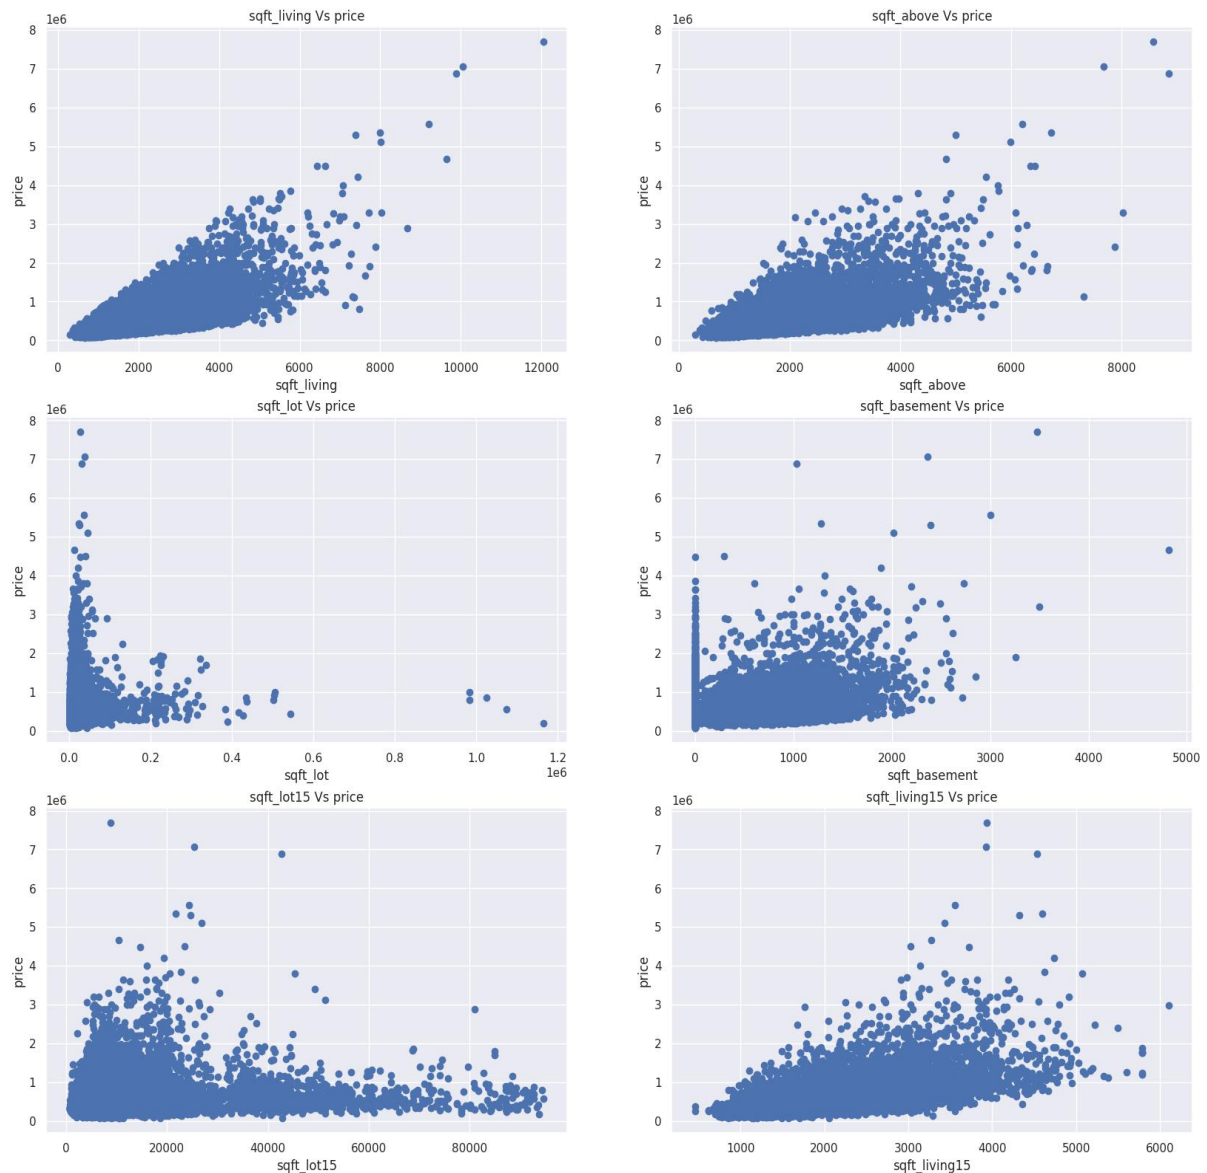 sqft_living Vs price
1e6
8
7
6
5
4
3
2
1
0
price
0 2000 4000 6000 8000 10000 12000
sqft_living
sqft_above Vs price
1e6
8
7
6
5
4
3
2
1
0
price
0 2000 4000 6000 8000
sqft_above
sqft_lot Vs price
1e6
8
7
6
5
4
3
2
1
0
price
0.0 0.2 0.4 0.6 0.8 1.0 1.2
sqft_lot
1e6
sqft_basement Vs price
1e6
8
7
6
5
4
3
2
1
0
price
0 1000 2000 3000 4000 5000
sqft_basement
sqft_lot15 Vs price
1e6
8
7
6
5
4
3
2
1
0
price
0 20000 40000 60000 80000
sqft_lot15
sqft_living15 Vs price
1e6
8
7
6
5
4
3
2
1
0
price
1000 2000 3000 4000 5000 6000
sqft_living15